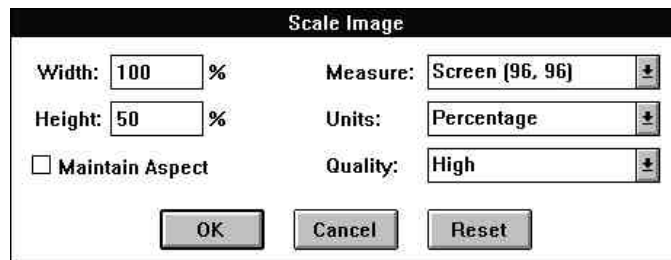 Scale Image
Width: 100 % Measure: Screen (96, 96)
Height: 50 % Units: Percentage
Maintain Aspect Quality: High
OK Cancel Reset